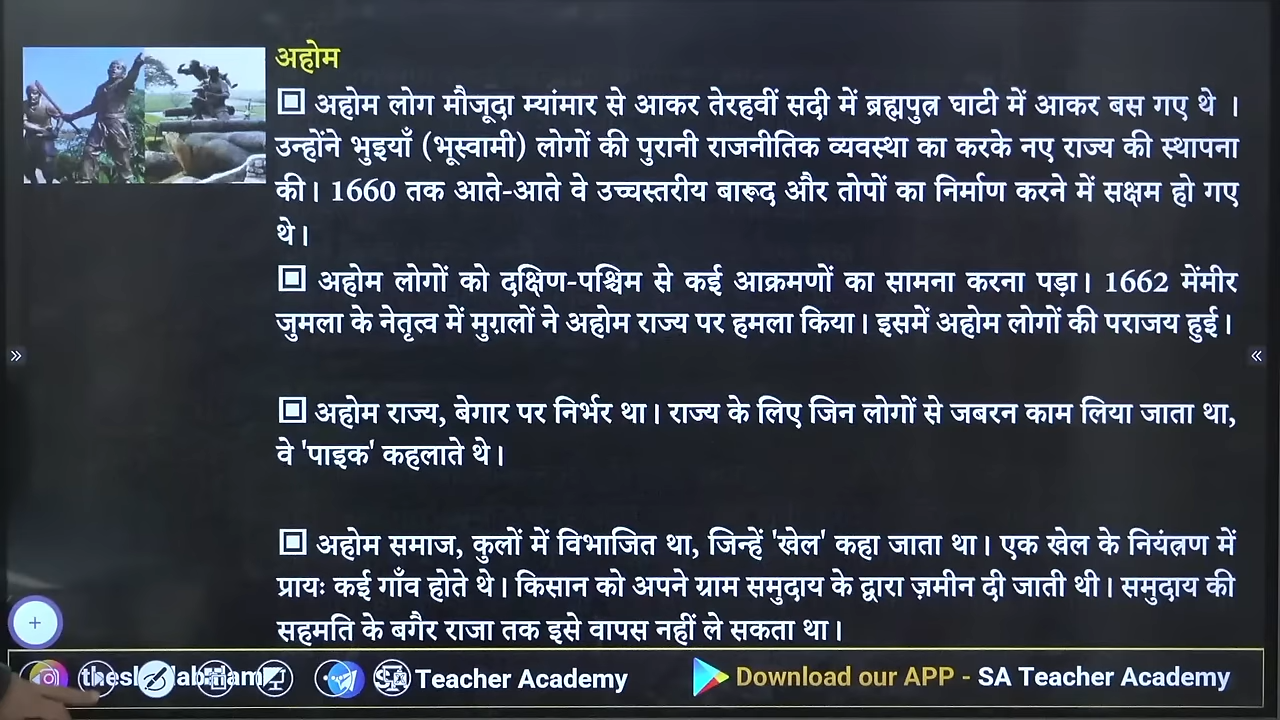 अहोम
अहोम लोग मौजूदा म्यांमार से आकर तेरहवीं सदी में ब्रह्मपुत्र घाटी में आकर बस गए थे ।
उन्होंने भुइयाँ (भूस्वामी) लोगों की पुरानी राजनीतिक व्यवस्था का करके नए राज्य की स्थापना
की। 1660 तक आते-आते वे उच्चस्तरीय बारूद और तोपों का निर्माण करने में सक्षम हो गए
थे।
अहोम लोगों को दक्षिण-पश्चिम से कई आक्रमणों का सामना करना पड़ा। 1662 मेंमीर
जुमला के नेतृत्व में मुग़लों ने अहोम राज्य पर हमला किया। इसमें अहोम लोगों की पराजय हुई।
अहोम राज्य, बेगार पर निर्भर था। राज्य के लिए जिन लोगों से जबरन काम लिया जाता था,
वे 'पाइक' कहलाते थे।
अहोम समाज, कुलों में विभाजित था, जिन्हें 'खेल' कहा जाता था। एक खेल के नियंत्रण में
प्रायः कई गाँव होते थे। किसान को अपने ग्राम समुदाय के द्वारा ज़मीन दी जाती थी। समुदाय की
सहमति के बगैर राजा तक इसे वापस नहीं ले सकता था।
Teacher Academy
Download our APP - SA Teacher Academy